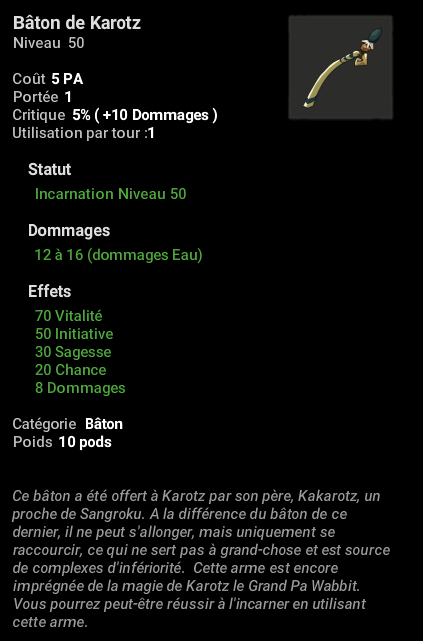 Bâton de Karotz
Niveau 50
Coût 5 PA
Portée 1
Critique 5% ( +10 Dommages )
Utilisation par tour :1
Statut
Incarnation Niveau 50
Dommages
12 à 16 (dommages Eau)
Effets
70 Vitalité
50 Initiative
30 Sagesse
20 Chance
8 Dommages
Catégorie Bâton
Poids 10 pods
Ce bâton a été offert à Karotz par son père, Kakarotz, un
proche de Sangroku. A la différence du bâton de ce
dernier, il ne peut s'allonger, mais uniquement se
raccourcir, ce qui ne sert pas à grand-chose et est source
de complexes d'infériorité. Cette arme est encore
imprégnée de la magie de Karotz le Grand Pa Wabbit.
Vous pourrez peut-être réussir à l'incarner en utilisant
cette arme.